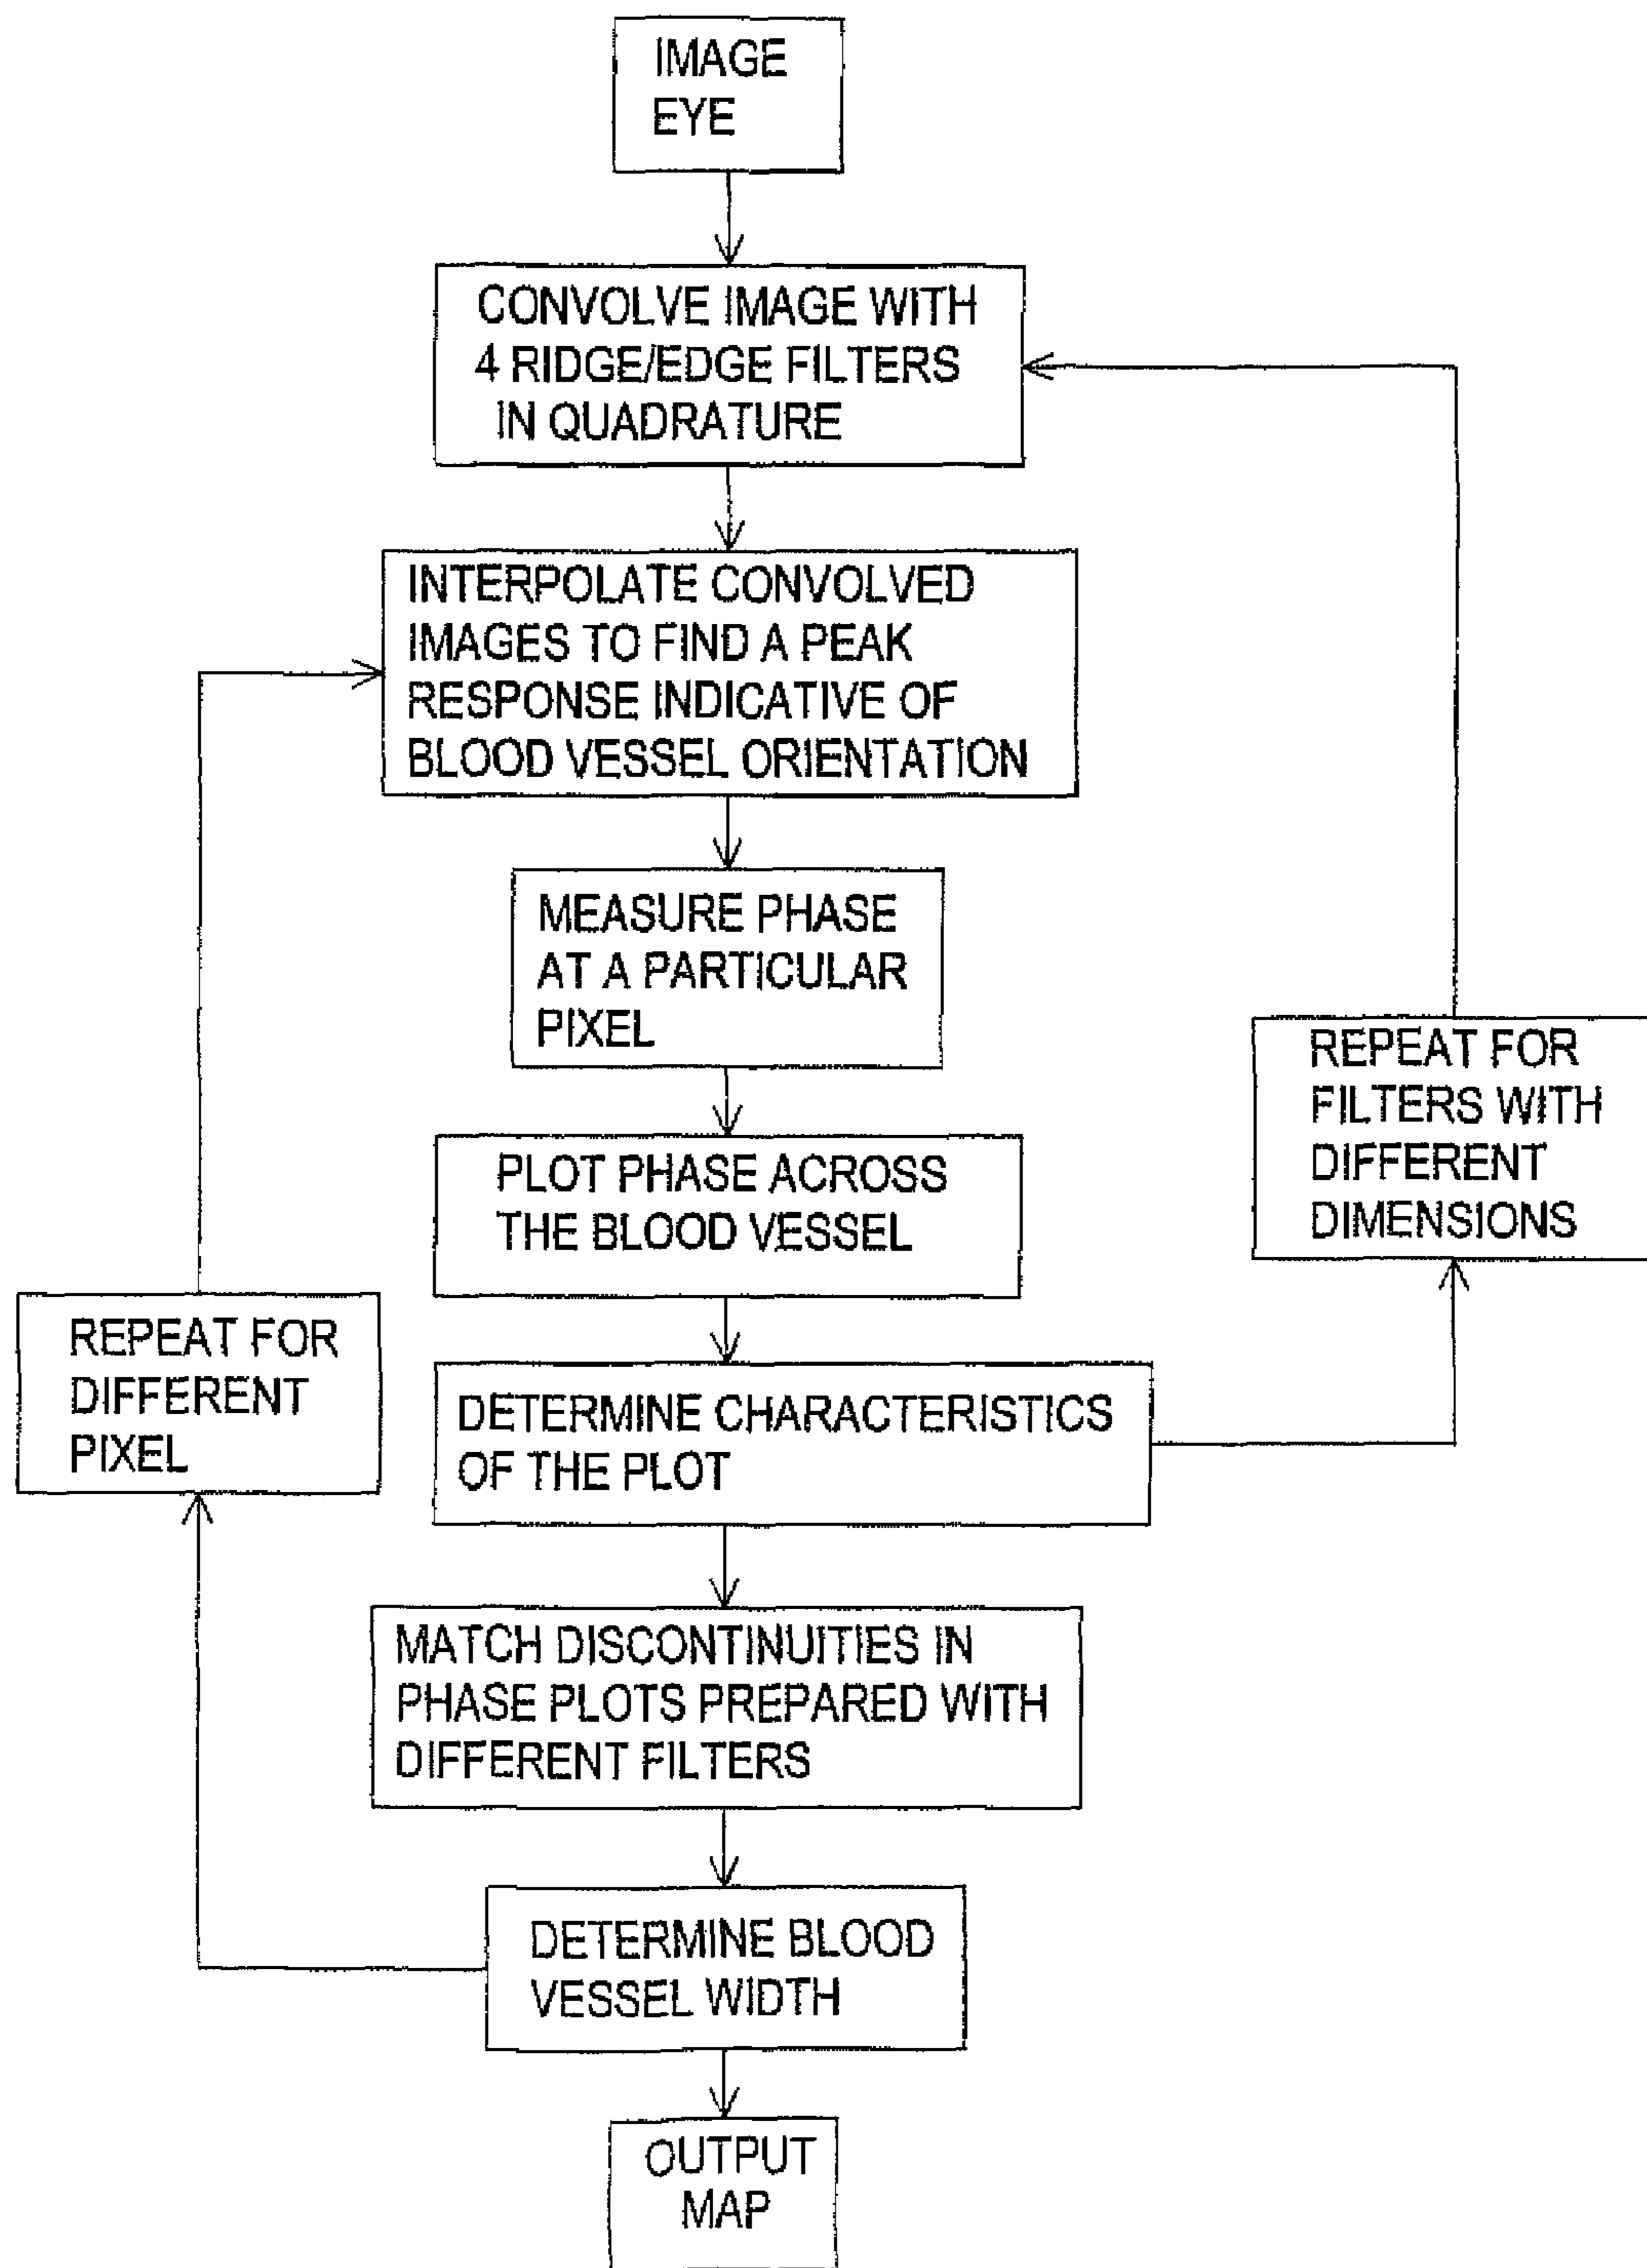 IMAGE
EYE
CONVOLVE IMAGE WITH
4 RIDGE/EDGE FILTERS
IN QUADRATURE
INTERPOLATE CONVOLVED
IMAGES TO FIND A PEAK
RESPONSE INDICATIVE OF
BLOOD VESSEL ORIENTATION
MEASURE PHASE
AT A PARTICULAR
PIXEL
REPEAT FOR
FILTERS WITH
DIFFERENT
DIMENSIONS
PLOT PHASE ACROSS
THE BLOOD VESSEL
REPEAT FOR
DIFFERENT
PIXEL
DETERMINE CHARACTERISTICS
OF THE PLOT
MATCH DISCONTINUITIES IN
PHASE PLOTS PREPARED WITH
DIFFERENT FILTERS
DETERMINE BLOOD
VESSEL WIDTH
OUTPUT
MAP